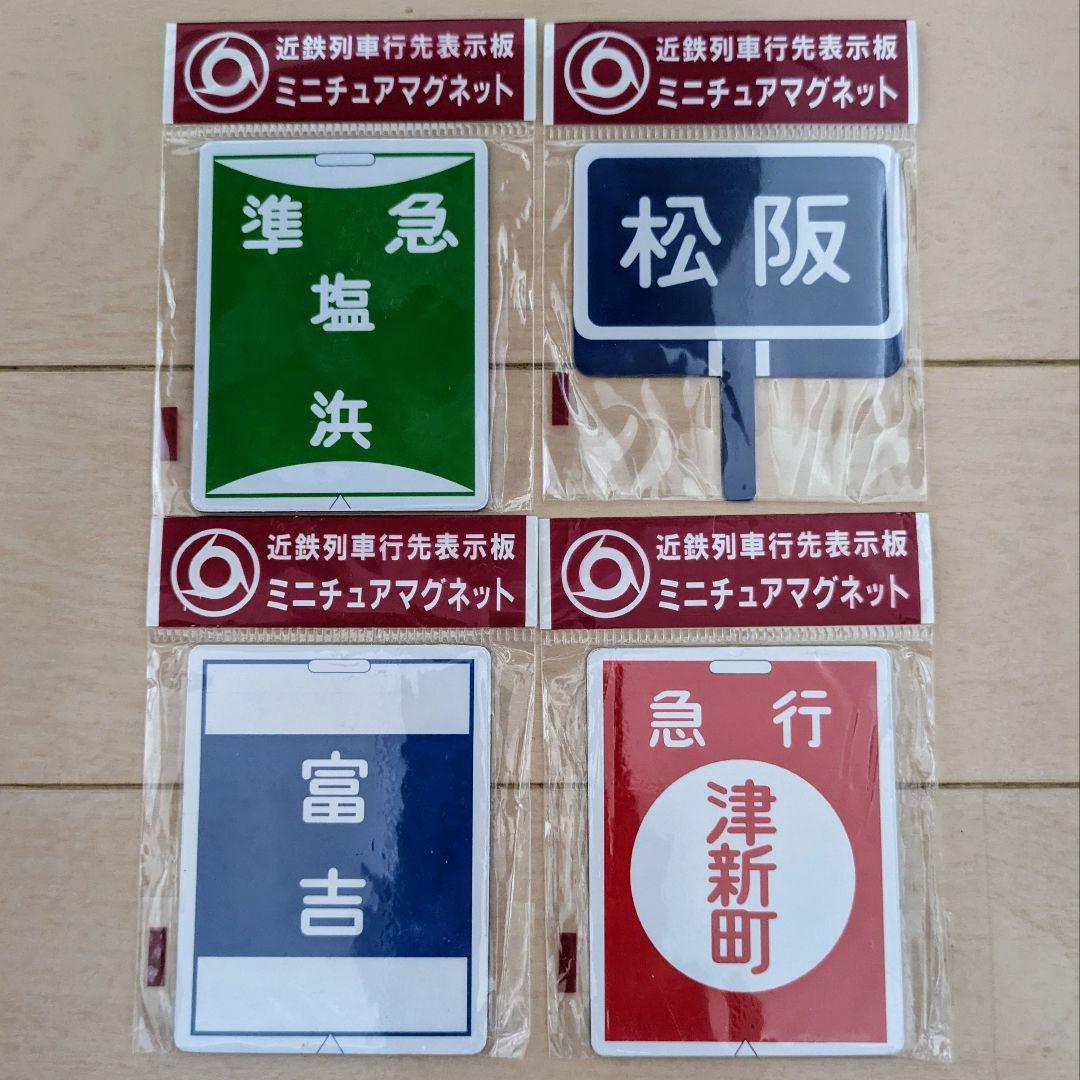 近鉄列車行先表示板
ミニチュアマグネット
準急
塩浜
近鉄列車行先表示板
ミニチュアマグネット
松阪
近鉄列車行先表示板
ミニチュアマグネット
富吉
近鉄列車行先表示板
ミニチュアマグネット
急行
津新町